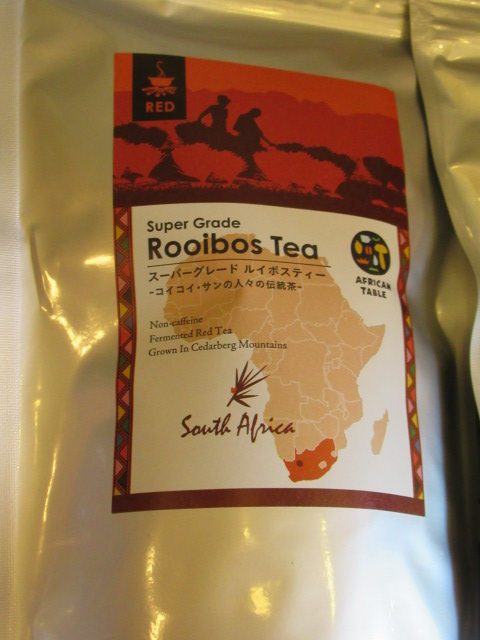 RED
Super Grade
Rooibos Tea
スーパーグレード ルイボスティー
-コイコイ・サンの人々の伝統茶-
AFRICAN
TABLE
Non-caffeine
Fermented Red Tea
Grown In Cedarberg Mountains
South Africa